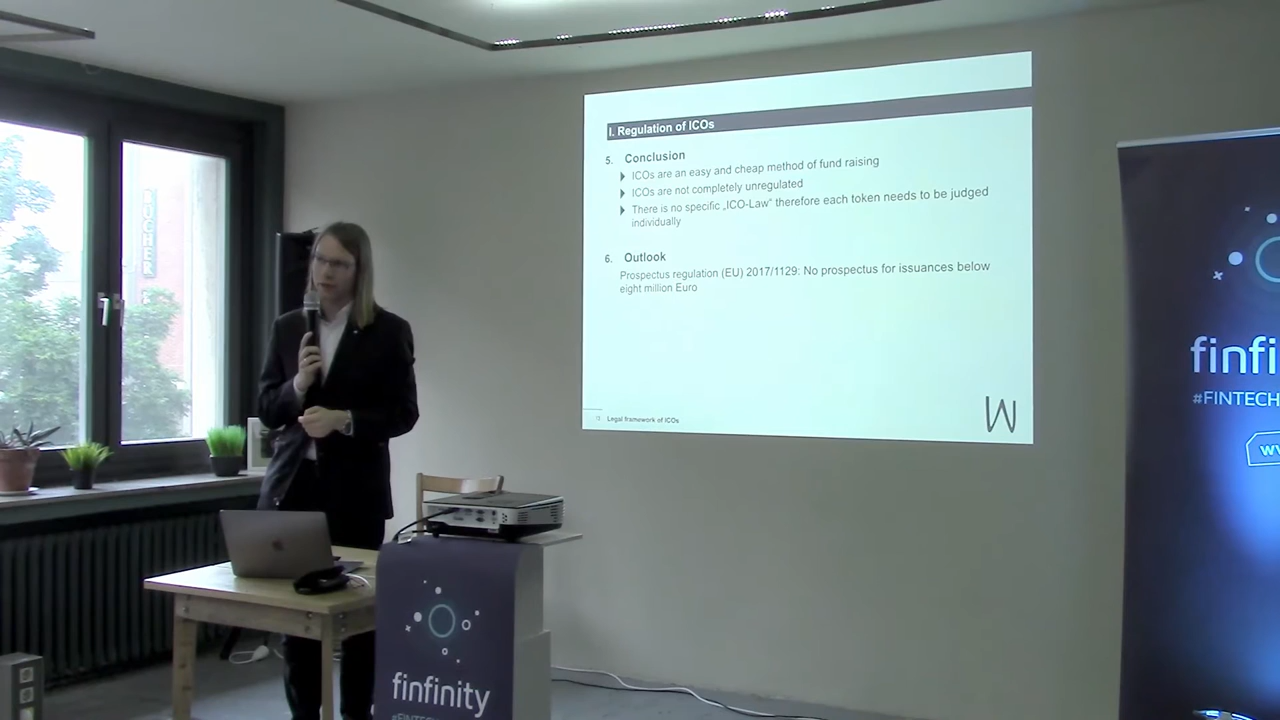 I. Regulation of ICOs
5. Conclusion
ICOs are an easy and cheap method of fund raising
ICOs are not completely unregulated
There is no specific „ICO-Law“ therefore each token needs to be judged
individually
6. Outlook
Prospectus regulation (EU) 2017/1129: No prospectus for issuances below
eight million Euro
Legal framework of ICOs
W
finfi
#FINTECH
finfinity
#FINTECH